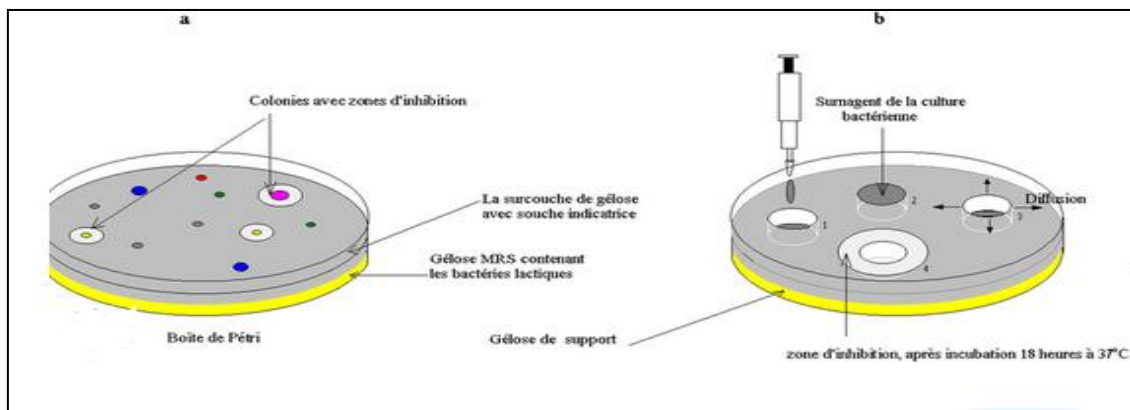 a
b
Colonies avec zones d'inhibition
Surnagent de la culture
bactérienne
La surcouche de gélose
avec souche indicatrice
Diffusion
1
2
3
4
Gélose MRS contenant
les bactéries lactiques
Boîte de Pétri
Gélose de support
zone d'inhibition, après incubation 18 heures à 37°C